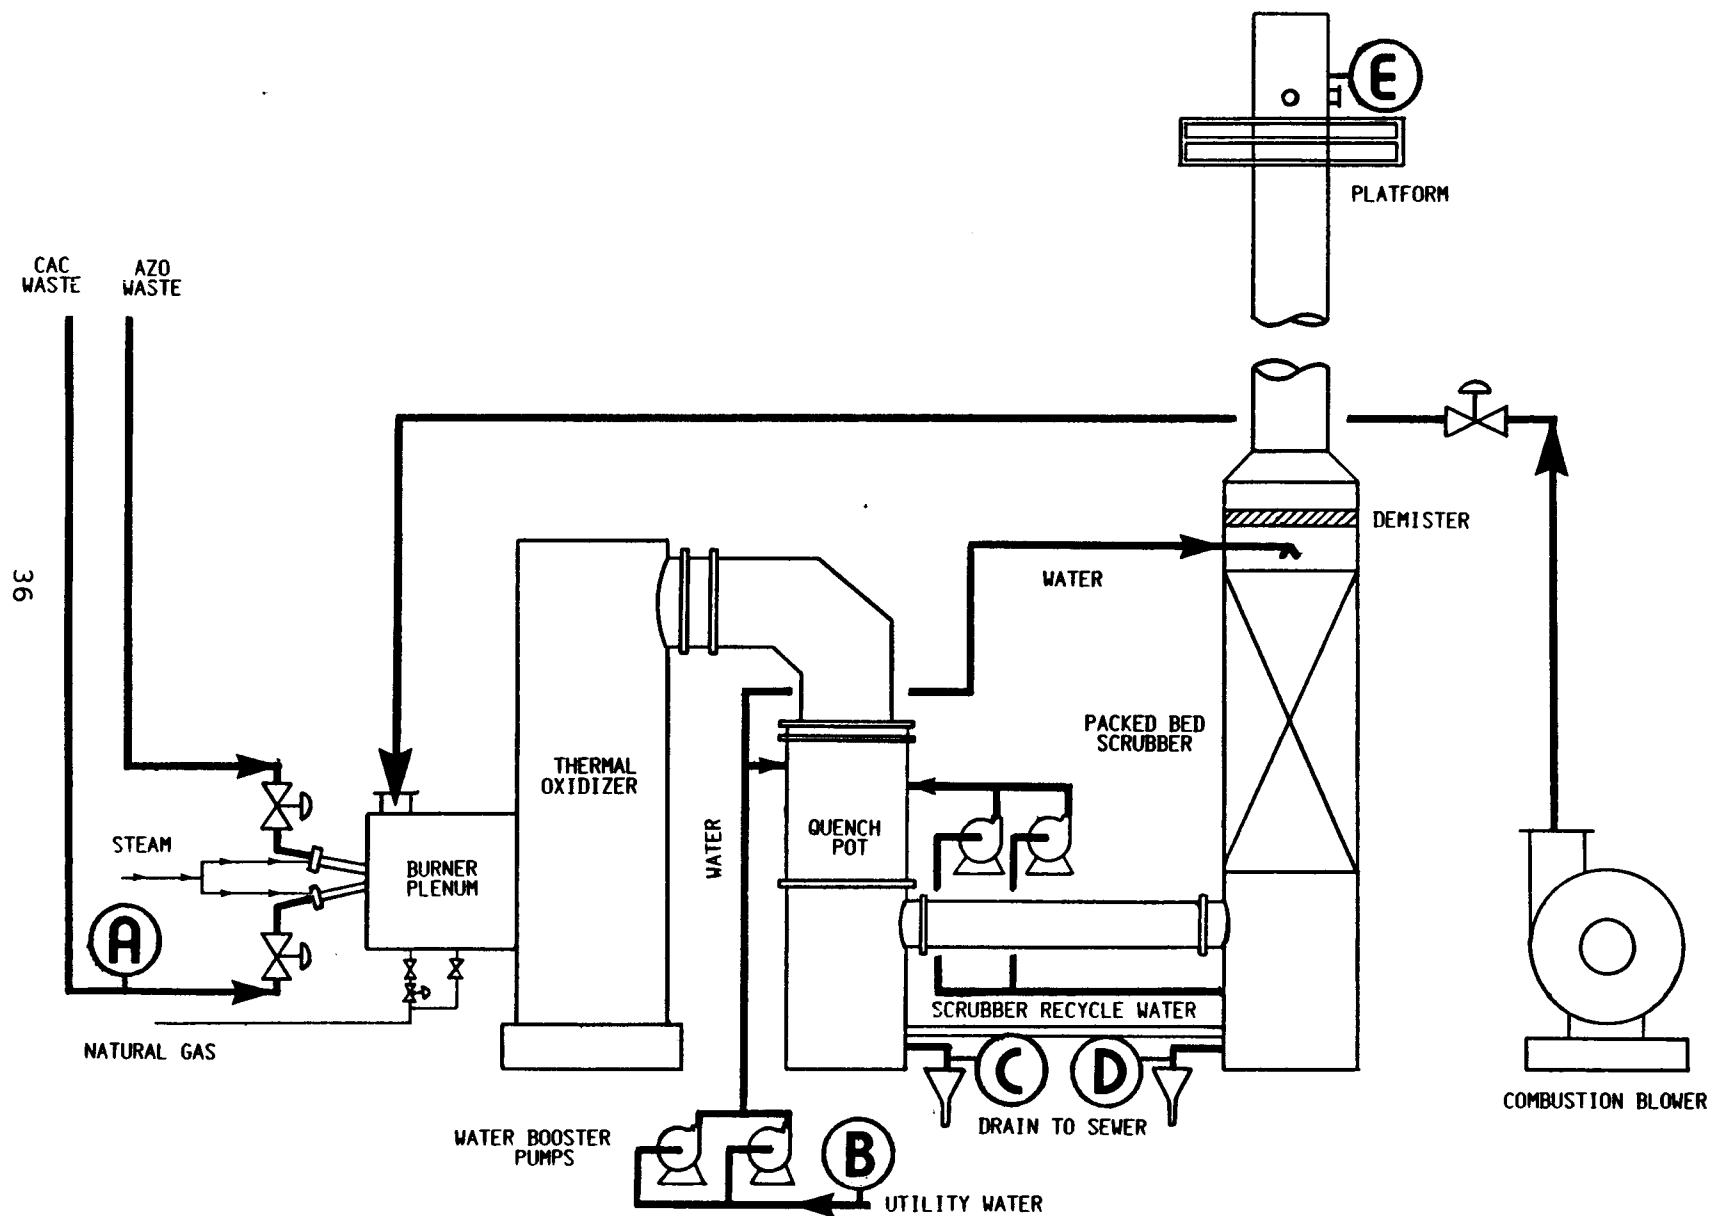 E
PLATFORM
CAC
WASTE
AZO
WASTE
DEMISTER
WATER
36
PACKED BED
SCRUBBER
THERMAL
OXIDIZER
QUENCH
POT
WATER
STEAM
BURNER
PLENUM
A
SCRUBBER RECYCLE WATER
NATURAL GAS
C
D
COMBUSTION BLOWER
DRAIN TO SEWER
WATER BOOSTER
PUMPS
B
UTILITY WATER